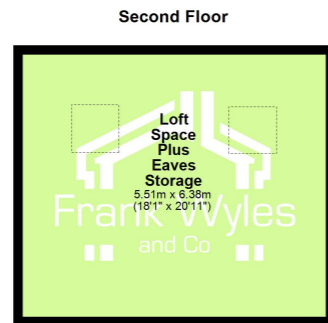 Second Floor
Loft
Space
Plus
Eaves
Storage
5.51m x 6.38m
(18'1" x 20'11")
Frank Wyles
and Co